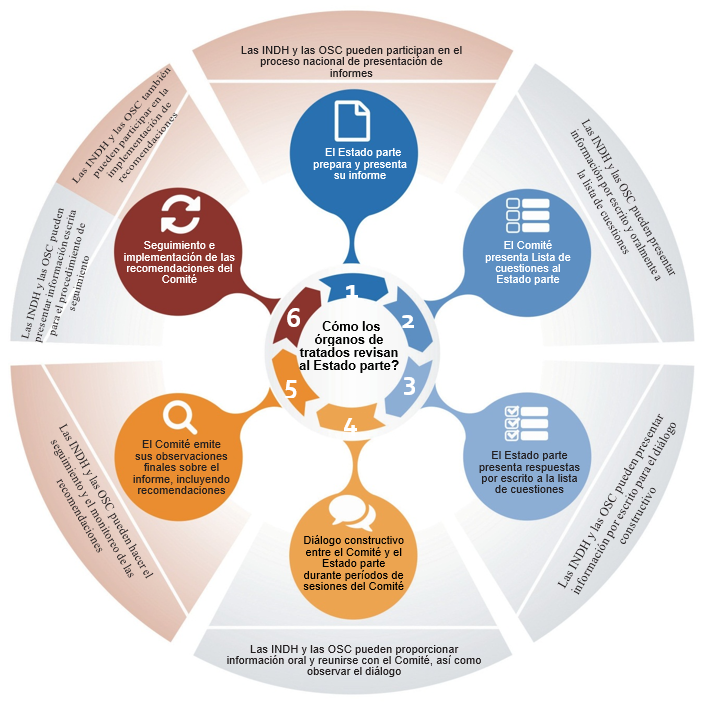 Las INDH y las OSC pueden participan en el
proceso nacional de presentación de
informes
El Estado parte
prepara y presenta
su informe
Las INDH y las OSC pueden presentar
información por escrito y oralmente a
la lista de cuestiones
El Comité
presenta Lista de
cuestiones al
Estado parte
Las INDH y las OSC pueden presentar
información por escrito para el diálogo
constructivo
El Estado parte
presenta respuestas
por escrito a la lista
de cuestiones
Diálogo constructivo
entre el Comité y el
Estado parte
durante períodos de
sesiones del Comité
Las INDH y las OSC pueden proporcionar
información oral y reunirse con el Comité, así como
observar el diálogo
El Comité emite
sus observaciones
finales sobre el
informe, incluyendo
recomendaciones
Las INDH y las OSC pueden hacer el
seguimiento y el monitoreo de las
recomendaciones
Seguimiento e
implementación de las
recomendaciones del
Comité
Las INDH y las OSC pueden
presentar información escrita
para el procedimiento de
seguimiento
Las INDH y las OSC también
pueden participar en la
implementación de
recomendaciones
1
2
3
4
5
6
Cómo los
órganos de
tratados revisan
al Estado parte?